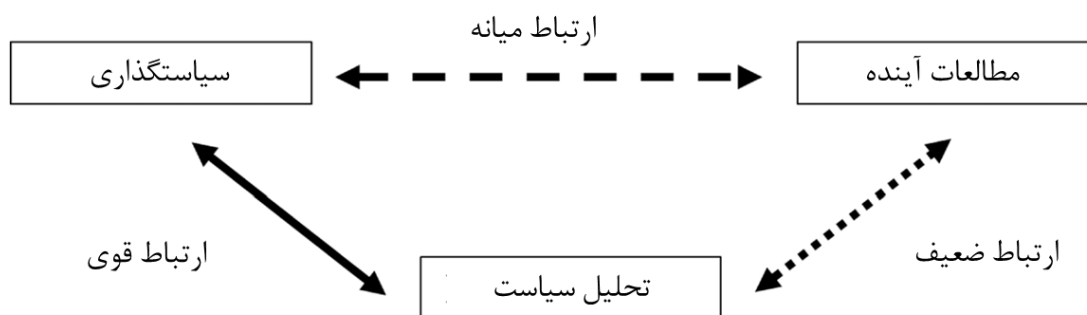 ارتباط میانه
مطالعات آینده
سیاستگذاری
ارتباط ضعیف
ارتباط قوی
تحلیل سیاست